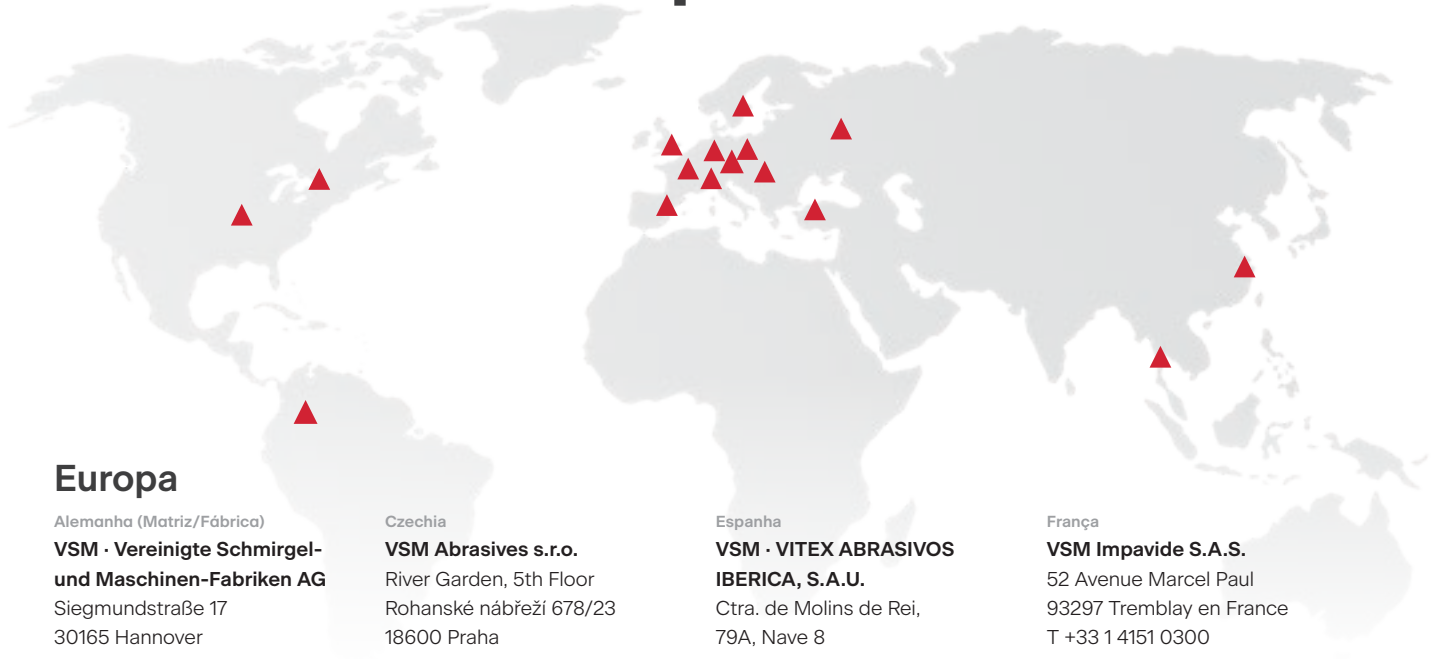 Europa
Alemanha (Matriz/Fábrica)
VSM · Vereinigte Schmirgel-
und Maschinen-Fabriken AG
Siegmundstraße 17
30165 Hannover
Czechia
VSM Abrasives s.r.o.
River Garden, 5th Floor
Rohanské nábřeží 678/23
18600 Praha
Espanha
VSM · VITEX ABRASIVOS
IBERICA, S.A.U.
Ctra. de Molins de Rei,
79A, Nave 8
França
VSM Impavide S.A.S.
52 Avenue Marcel Paul
93297 Tremblay en France
T +33 1 4151 0300